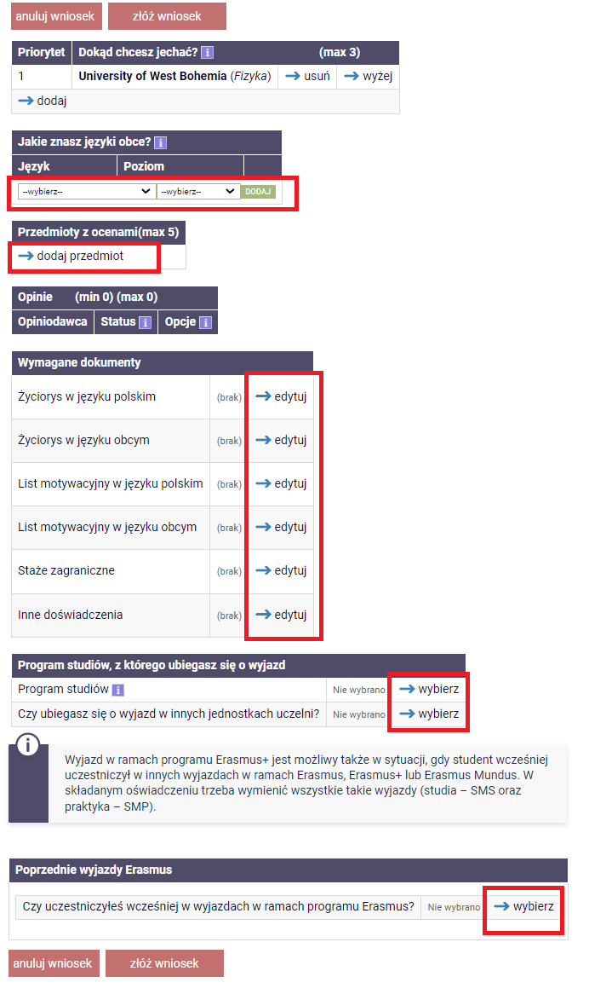 anuluj wniosek złóż wniosek
Priorytet Dokąd chcesz jechać? i (max 3)
1 University of West Bohemia (Fizyka) usuń wyżej
dodaj
Jakie znasz języki obce? i
Język Poziom
--wybierz-- --wybierz-- DODAJ
Przedmioty z ocenami(max 5)
dodaj przedmiot
Opinie (min 0) (max 0)
Opiniodawca Status i Opcje i
Wymagane dokumenty
Życiorys w języku polskim (brak) edytuj
Życiorys w języku obcym (brak) edytuj
List motywacyjny w języku polskim (brak) edytuj
List motywacyjny w języku obcym (brak) edytuj
Staże zagraniczne (brak) edytuj
Inne doświadczenia (brak) edytuj
Program studiów, z którego ubiegasz się o wyjazd
Program studiów i Nie wybrano wybierz
Czy ubiegasz się o wyjazd w innych jednostkach uczelni? Nie wybrano wybierz
i
Wyjazd w ramach programu Erasmus+ jest możliwy także w sytuacji, gdy student wcześniej
uczestniczył w innych wyjazdach w ramach Erasmus, Erasmus+ lub Erasmus Mundus. W
składanym oświadczeniu trzeba wymienić wszystkie takie wyjazdy (studia – SMS oraz
praktyka – SMP).
Poprzednie wyjazdy Erasmus
Czy uczestniczyłeś wcześniej w wyjazdach w ramach programu Erasmus? Nie wybrano wybierz
anuluj wniosek złóż wniosek